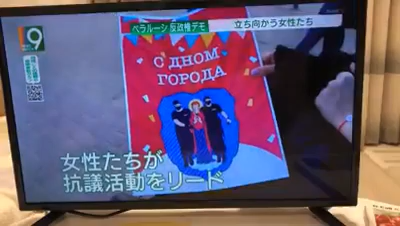 9
ベラルーシ 反政権デモ
立ち向かう女性たち
С ДНОМ
ГОРОДА
女性たちが
抗議活動をリード